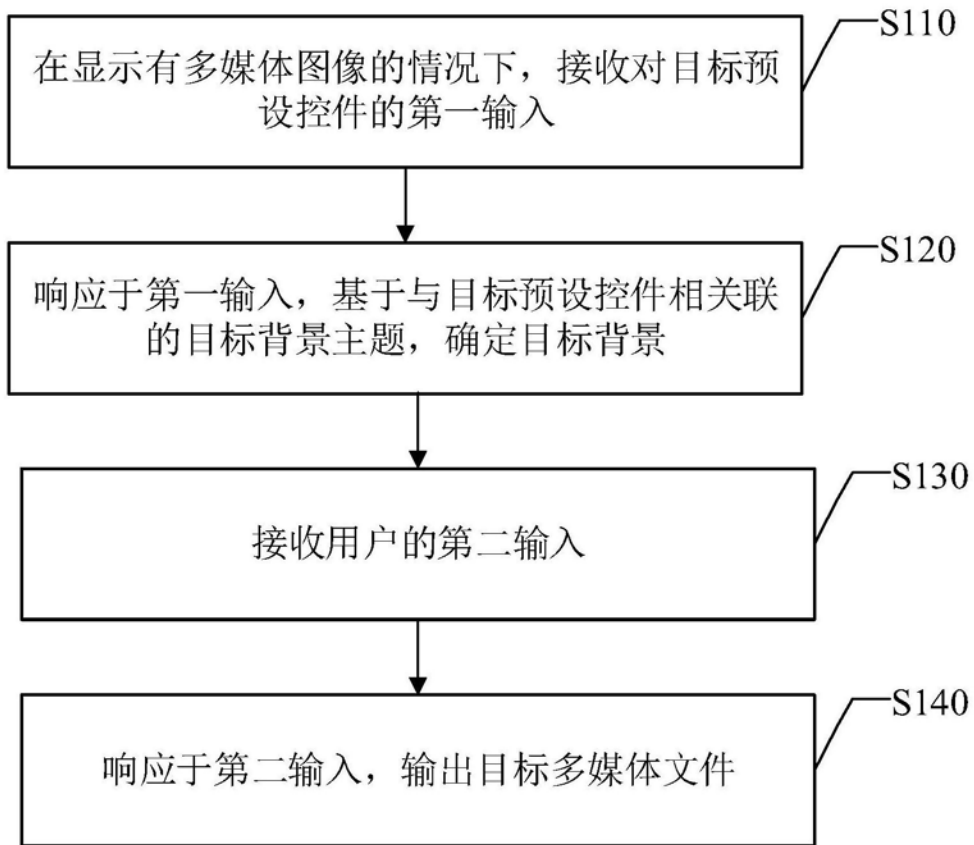 S110
在显示有多媒体图像的情况下，接收对目标预
设控件的第一输入
S120
响应于第一输入，基于与目标预设控件相关联
的目标背景主题，确定目标背景
S130
接收用户的第二输入
S140
响应于第二输入，输出目标多媒体文件